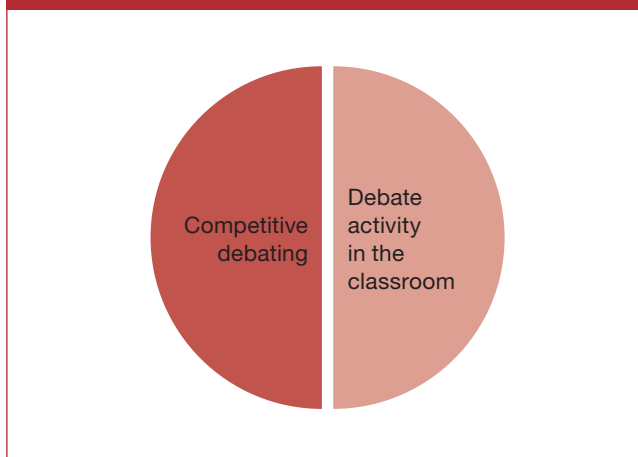 Competitive
debating
Debate
activity
in the
classroom